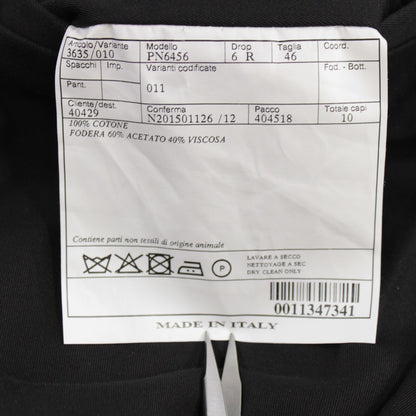 Articolo/Variante Modello Drop Taglia Coord.
3635/010 PN6456 6 R 46
Spacchi Imp. Varianti codificate Fod. - Bott.
Pant. 011
Cliente/dest. Conferma Pacco Totale capi
40429 N201501126 /12 404518 10
100% COTONE
FODERA 60% ACETATO 40% VISCOSA
Contiene parti non tessili di origine animale
P
LAVARE A SECCO
NETTOYAGE A SEC
DRY CLEAN ONLY
0011347341
MADE IN ITALY